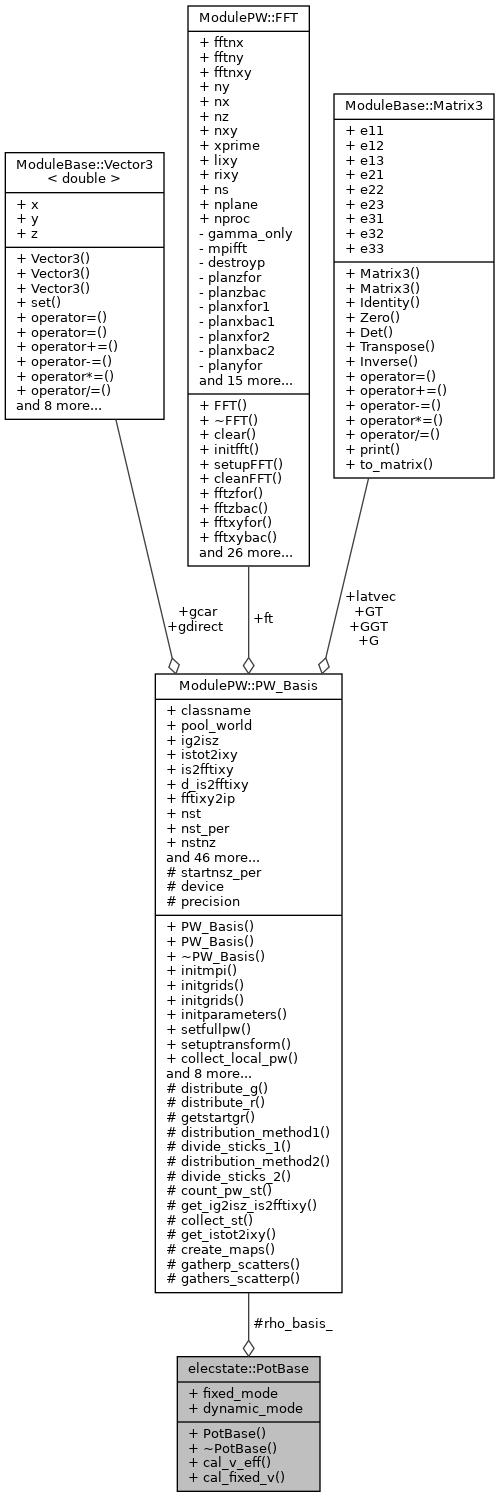 ModulePW::FFT
+ fftnx
+ fftny
+ fftnxy
+ ny
+ nx
+ nz
+ nxy
+ xprime
+ lixy
+ rixy
+ ns
+ nplane
+ nproc
- gamma_only
- mpifft
- destroyp
- planzfor
- planzbac
- planxfor1
- planxbac1
- planxfor2
- planxbac2
- planyfor
and 15 more...
+ FFT()
+ ~FFT()
+ clear()
+ initfft()
+ setupFFT()
+ cleanFFT()
+ fftzfor()
+ fftzbac()
+ fftxyfor()
+ fftxybac()
and 26 more...
ModuleBase::Matrix3
+ e11
+ e12
+ e13
+ e21
+ e22
+ e23
+ e31
+ e32
+ e33
+ Matrix3()
+ Matrix3()
+ Identity()
+ Zero()
+ Det()
+ Transpose()
+ Inverse()
+ operator=()
+ operator+=()
+ operator-=()
+ operator*=()
+ operator/=()
+ print()
+ to_matrix()
ModuleBase::Vector3
< double >
+ x
+ y
+ z
+ Vector3()
+ Vector3()
+ Vector3()
+ set()
+ operator=()
+ operator=()
+ operator+=()
+ operator-=()
+ operator*=()
+ operator/=()
and 8 more...
+gcar
+gdirect
+ft
+latvec
+GT
+GGT
+G
ModulePW::PW_Basis
+ classname
+ pool_world
+ ig2isz
+ istot2ixy
+ is2fftixy
+ d_is2fftixy
+ fftixy2ip
+ nst
+ nst_per
+ nstnz
and 46 more...
# startnsz_per
# device
# precision
+ PW_Basis()
+ PW_Basis()
+ ~PW_Basis()
+ initmpi()
+ initgrids()
+ initgrids()
+ initparameters()
+ setfullpw()
+ setuptransform()
+ collect_local_pw()
and 8 more...
# distribute_g()
# distribute_r()
# getstartgr()
# distribution_method1()
# divide_sticks_1()
# distribution_method2()
# divide_sticks_2()
# count_pw_st()
# get_ig2isz_is2fftixy()
# collect_st()
# get_istot2ixy()
# create_maps()
# gatherp_scatters()
# gathers_scatterp()
#rho_basis_
elecstate::PotBase
+ fixed_mode
+ dynamic_mode
+ PotBase()
+ ~PotBase()
+ cal_v_eff()
+ cal_fixed_v()